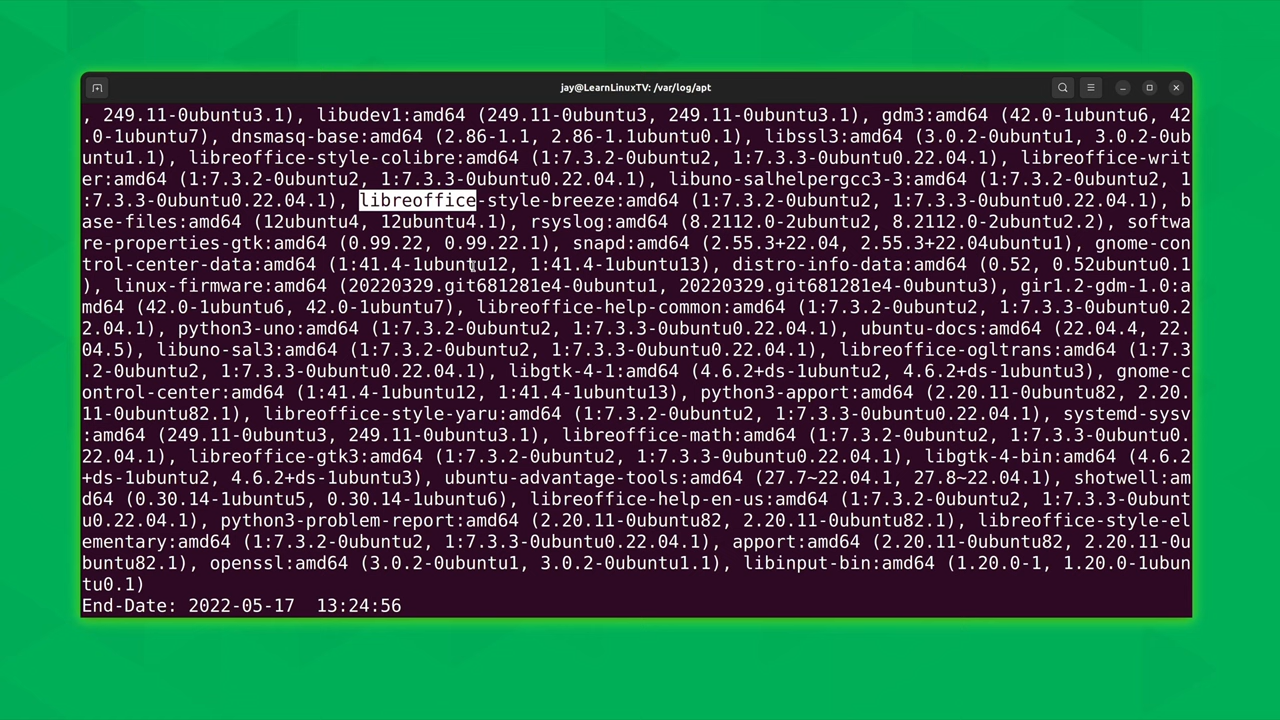 jay@LearnLinuxTV: /var/log/apt
, 249.11-0ubuntu3.1), libudev1:amd64 (249.11-0ubuntu3, 249.11-0ubuntu3.1), gdm3:amd64 (42.0-1ubuntu6, 42
.0-1ubuntu7), dnsmasq-base:amd64 (2.86-1.1, 2.86-1.1ubuntu0.1), libssl3:amd64 (3.0.2-0ubuntu1, 3.0.2-0ub
untu1.1), libreoffice-style-colibre:amd64 (1:7.3.2-0ubuntu2, 1:7.3.3-0ubuntu0.22.04.1), libreoffice-writ
er:amd64 (1:7.3.2-0ubuntu2, 1:7.3.3-0ubuntu0.22.04.1), libuno-salhelpergcc3-3:amd64 (1:7.3.2-0ubuntu2, 1
:7.3.3-0ubuntu0.22.04.1), libreoffice-style-breeze:amd64 (1:7.3.2-0ubuntu2, 1:7.3.3-0ubuntu0.22.04.1), b
ase-files:amd64 (12ubuntu4, 12ubuntu4.1), rsyslog:amd64 (8.2112.0-2ubuntu2, 8.2112.0-2ubuntu2.2), softwa
re-properties-gtk:amd64 (0.99.22, 0.99.22.1), snapd:amd64 (2.55.3+22.04, 2.55.3+22.04ubuntu1), gnome-con
trol-center-data:amd64 (1:41.4-1ubuntu12, 1:41.4-1ubuntu13), distro-info-data:amd64 (0.52, 0.52ubuntu0.1
), linux-firmware:amd64 (20220329.git681281e4-0ubuntu1, 20220329.git681281e4-0ubuntu3), gir1.2-gdm-1.0:a
md64 (42.0-1ubuntu6, 42.0-1ubuntu7), libreoffice-help-common:amd64 (1:7.3.2-0ubuntu2, 1:7.3.3-0ubuntu0.2
2.04.1), python3-uno:amd64 (1:7.3.2-0ubuntu2, 1:7.3.3-0ubuntu0.22.04.1), ubuntu-docs:amd64 (22.04.4, 22.
04.5), libuno-sal3:amd64 (1:7.3.2-0ubuntu2, 1:7.3.3-0ubuntu0.22.04.1), libreoffice-ogltrans:amd64 (1:7.3
.2-0ubuntu2, 1:7.3.3-0ubuntu0.22.04.1), libgtk-4-1:amd64 (4.6.2+ds-1ubuntu2, 4.6.2+ds-1ubuntu3), gnome-c
ontrol-center:amd64 (1:41.4-1ubuntu12, 1:41.4-1ubuntu13), python3-apport:amd64 (2.20.11-0ubuntu82, 2.20.
11-0ubuntu82.1), libreoffice-style-yaru:amd64 (1:7.3.2-0ubuntu2, 1:7.3.3-0ubuntu0.22.04.1), systemd-sysv
:amd64 (249.11-0ubuntu3, 249.11-0ubuntu3.1), libreoffice-math:amd64 (1:7.3.2-0ubuntu2, 1:7.3.3-0ubuntu0.
22.04.1), libreoffice-gtk3:amd64 (1:7.3.2-0ubuntu2, 1:7.3.3-0ubuntu0.22.04.1), libgtk-4-bin:amd64 (4.6.2
+ds-1ubuntu2, 4.6.2+ds-1ubuntu3), ubuntu-advantage-tools:amd64 (27.7~22.04.1, 27.8~22.04.1), shotwell:am
d64 (0.30.14-1ubuntu5, 0.30.14-1ubuntu6), libreoffice-help-en-us:amd64 (1:7.3.2-0ubuntu2, 1:7.3.3-0ubunt
u0.22.04.1), python3-problem-report:amd64 (2.20.11-0ubuntu82, 2.20.11-0ubuntu82.1), libreoffice-style-el
ementary:amd64 (1:7.3.2-0ubuntu2, 1:7.3.3-0ubuntu0.22.04.1), apport:amd64 (2.20.11-0ubuntu82, 2.20.11-0u
buntu82.1), openssl:amd64 (3.0.2-0ubuntu1, 3.0.2-0ubuntu1.1), libinput-bin:amd64 (1.20.0-1, 1.20.0-1ubun
tu0.1)
End-Date: 2022-05-17  13:24:56